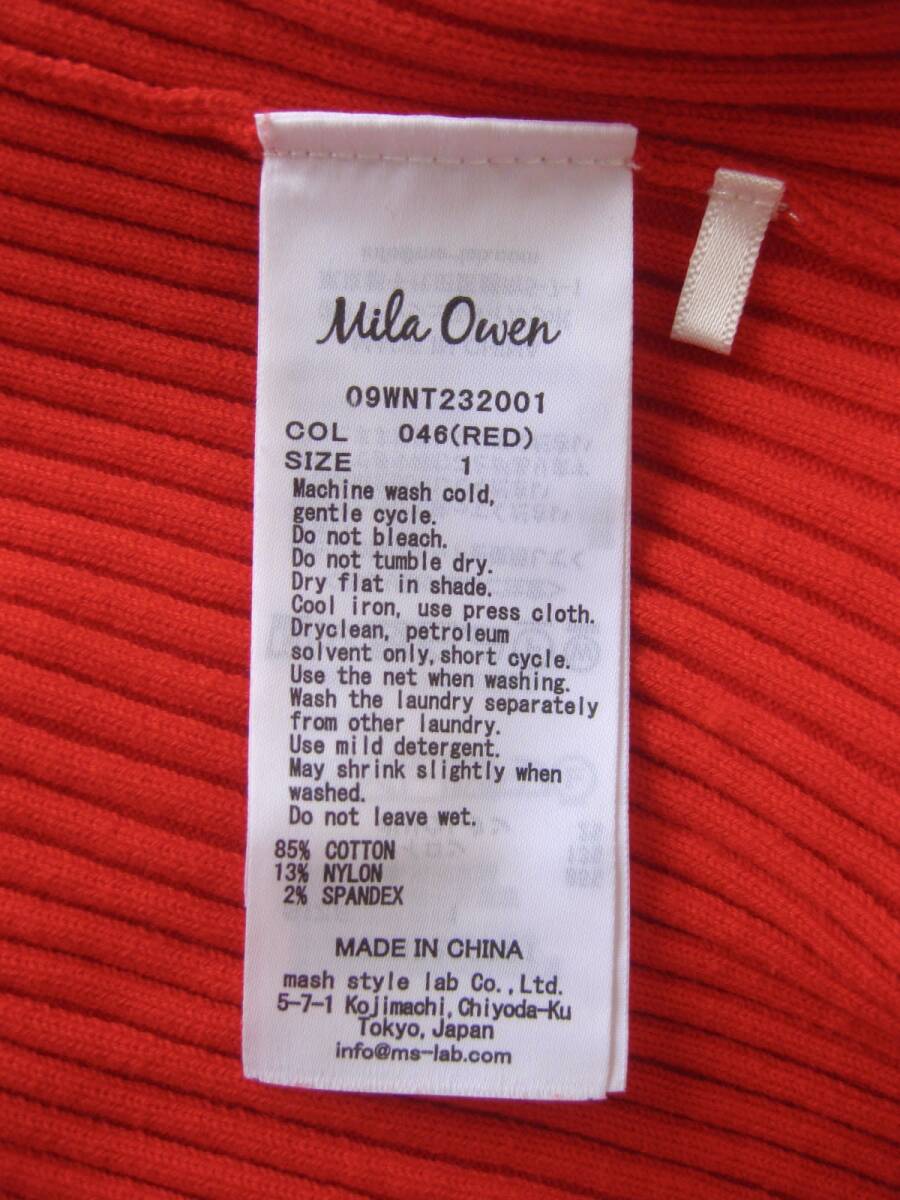 Mila Owen
09WNT232001
COL 046(RED)
SIZE 1
Machine wash cold,
gentle cycle.
Do not bleach.
Do not tumble dry.
Dry flat in shade.
Cool iron, use press cloth.
Dryclean, petroleum
solvent only,short cycle.
Use the net when washing.
Wash the laundry separately
from other laundry.
Use mild detergent.
May shrink slightly when
washed.
Do not leave wet.
85% COTTON
13% NYLON
2% SPANDEX
MADE IN CHINA
mash style lab Co.,Ltd.
5-7-1 Kojimachi,Chiyoda-Ku
Tokyo,Japan
info@ms-lab.com